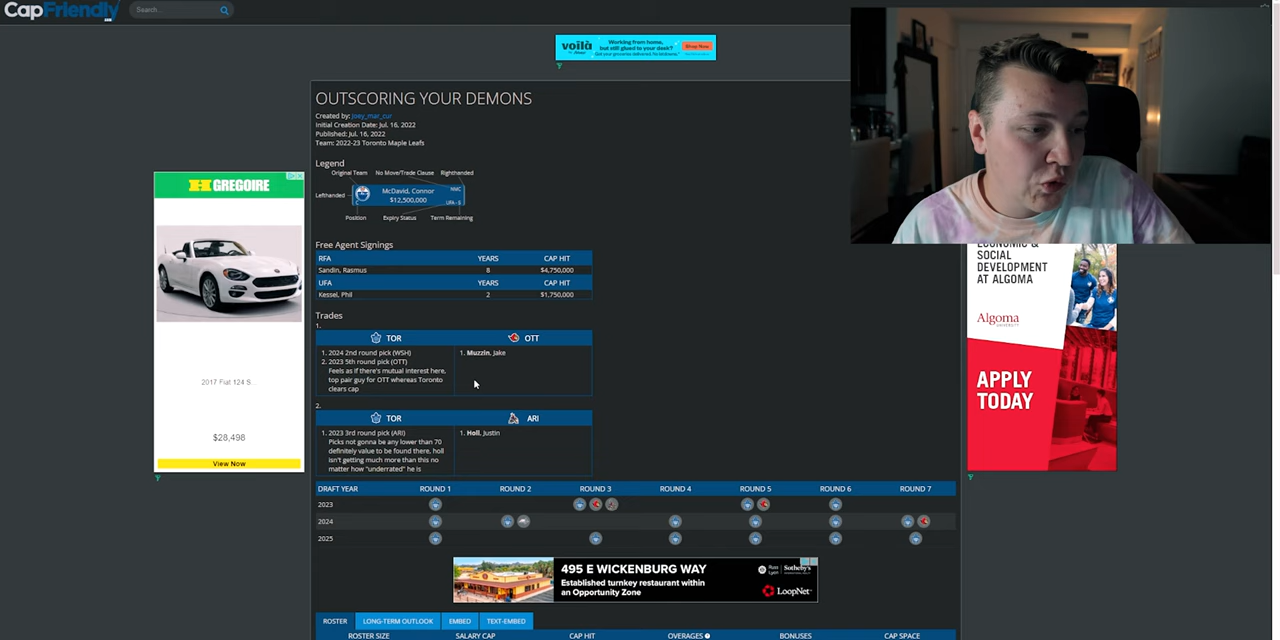 CapFriendly
Search...
voilà
Working from home,
but still glued to your desk?
Shop Now
OUTSCORING YOUR DEMONS
Created by: Joey_mar_cur
Initial Creation Date: Jul. 16, 2022
Published: Jul. 16, 2022
Team: 2022-23 Toronto Maple Leafs
Legend
Original Team No Move/Trade Clause Righthanded
Lefthanded
McDavid, Connor
$12,500,000
NMC
UFA - 5
Position Expiry Status Term Remaining
Free Agent Signings
RFA YEARS CAP HIT
Sandin, Rasmus 8 $4,750,000
UFA YEARS CAP HIT
Kessel, Phil 2 $1,750,000
Trades
1.
TOR OTT
1. 2024 2nd round pick (WSH)
2. 2023 5th round pick (OTT)
Feels as if there's mutual interest here,
top pair guy for OTT whereas Toronto
clears cap
1. Muzzin, Jake
2.
TOR ARI
1. 2023 3rd round pick (ARI)
Picks not gonna be any lower than 70
definitely value to be found there, holl
isn't getting much more than this no
matter how "underrated" he is
1. Holl, Justin
DRAFT YEAR ROUND 1 ROUND 2 ROUND 3 ROUND 4 ROUND 5 ROUND 6 ROUND 7
2023
2024
2025
495 E WICKENBURG WAY
Established turnkey restaurant within
an Opportunity Zone
Sotheby's
LoopNet
ROSTER LONG-TERM OUTLOOK EMBED TEXT-EMBED
ROSTER SIZE SALARY CAP CAP HIT OVERAGES BONUSES CAP SPACE
H GREGOIRE
2017 Fiat 124 S
$28,498
View Now
ECONOMIC &
SOCIAL
DEVELOPMENT
AT ALGOMA
Algoma
UNIVERSITY
APPLY
TODAY